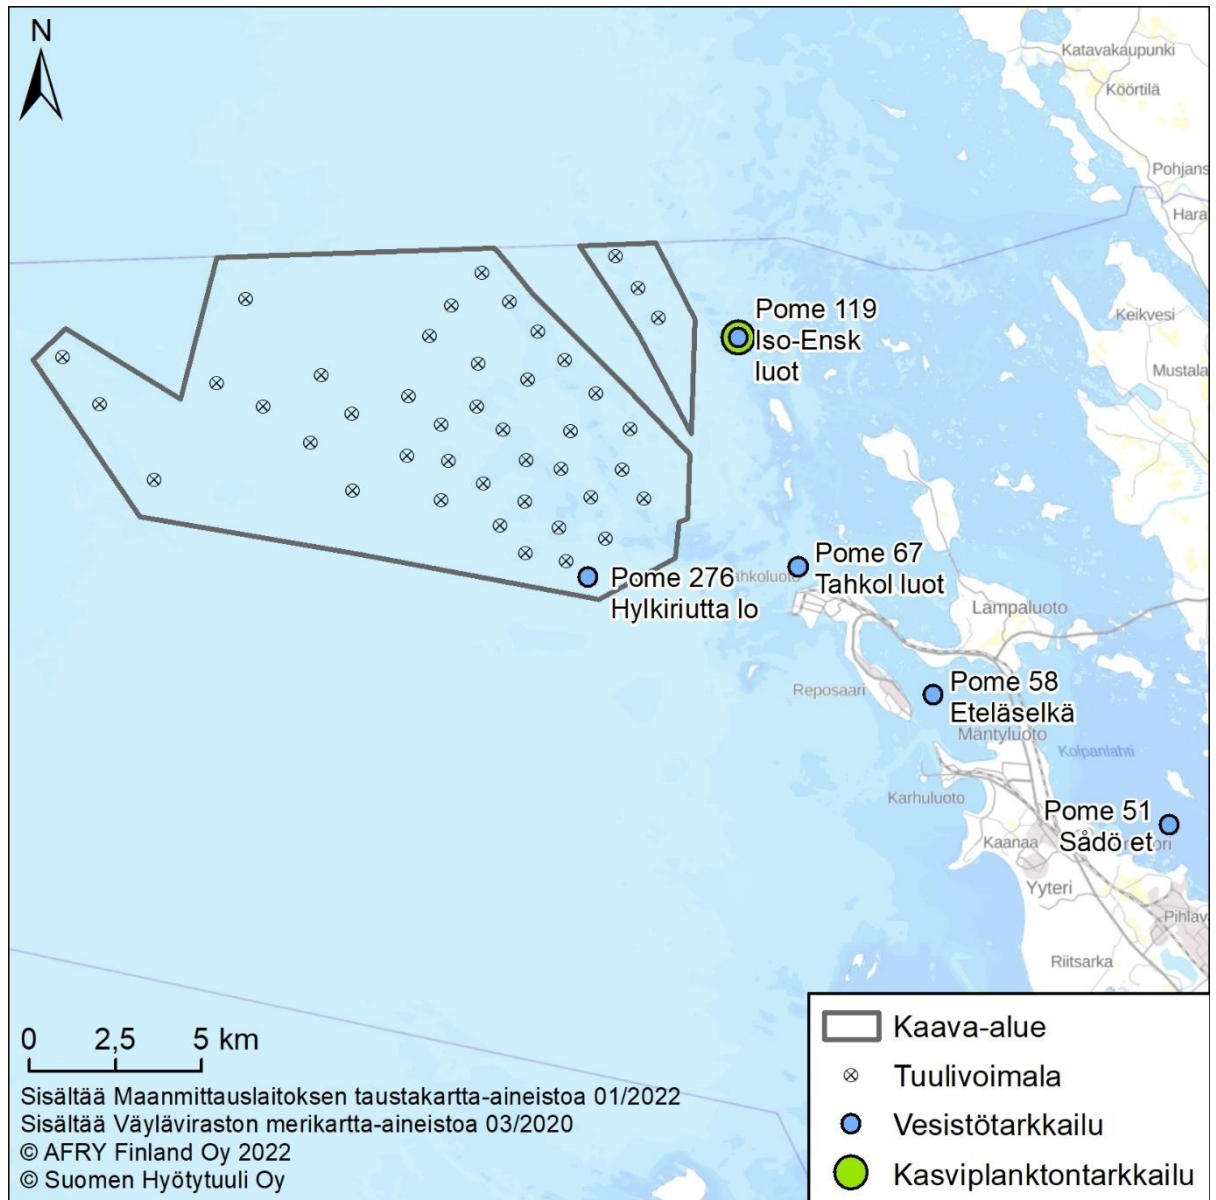 N
Katavakaupunki
Köörtilä
Pohjans
Hara
Pome 119
Iso-Ensk
luot
Keikvesi
Mustala
Pome 67
Tahkol luot
ahkoluoto
Pome 276
Hylkiriutta lo
Lampaluoto
Reposaari
Pome 58
Eteläselkä
Mäntyluoto
Kolpanlahti
Karhuluoto
Pome 51
Sådö et
ori
Kaanaa
Yyteri
Pihlav
Riitsarka
0 2,5 5 km
Sisältää Maanmittauslaitoksen taustakartta-aineistoa 01/2022
Sisältää Väyläviraston merikartta-aineistoa 03/2020
© AFRY Finland Oy 2022
© Suomen Hyötytuuli Oy
Kaava-alue
Tuulivoimala
Vesistötarkkailu
Kasviplanktontarkkailu